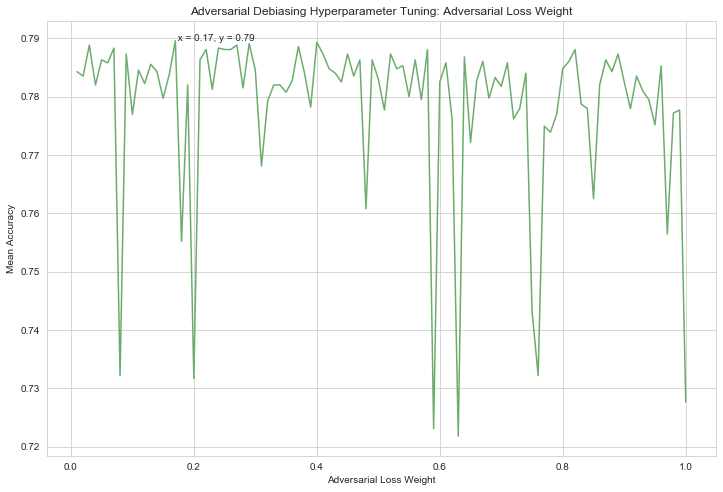 Adversarial Debiasing Hyperparameter Tuning: Adversarial Loss Weight
x = 0.17, y = 0.79
0.79
0.78
0.77
0.76
0.75
0.74
0.73
0.72
Mean Accuracy
0.0 0.2 0.4 0.6 0.8 1.0
Adversarial Loss Weight